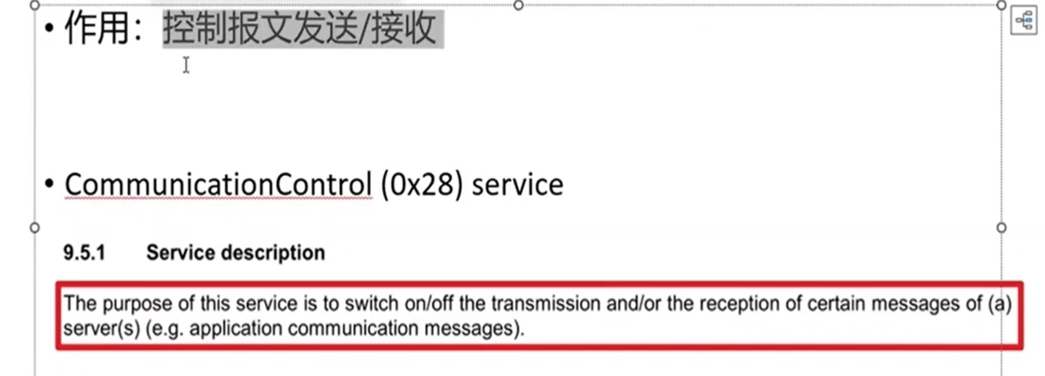 • 作用：控制报文发送/接收
• CommunicationControl (0x28) service
9.5.1 Service description
The purpose of this service is to switch on/off the transmission and/or the reception of certain messages of (a)
server(s) (e.g. application communication messages).